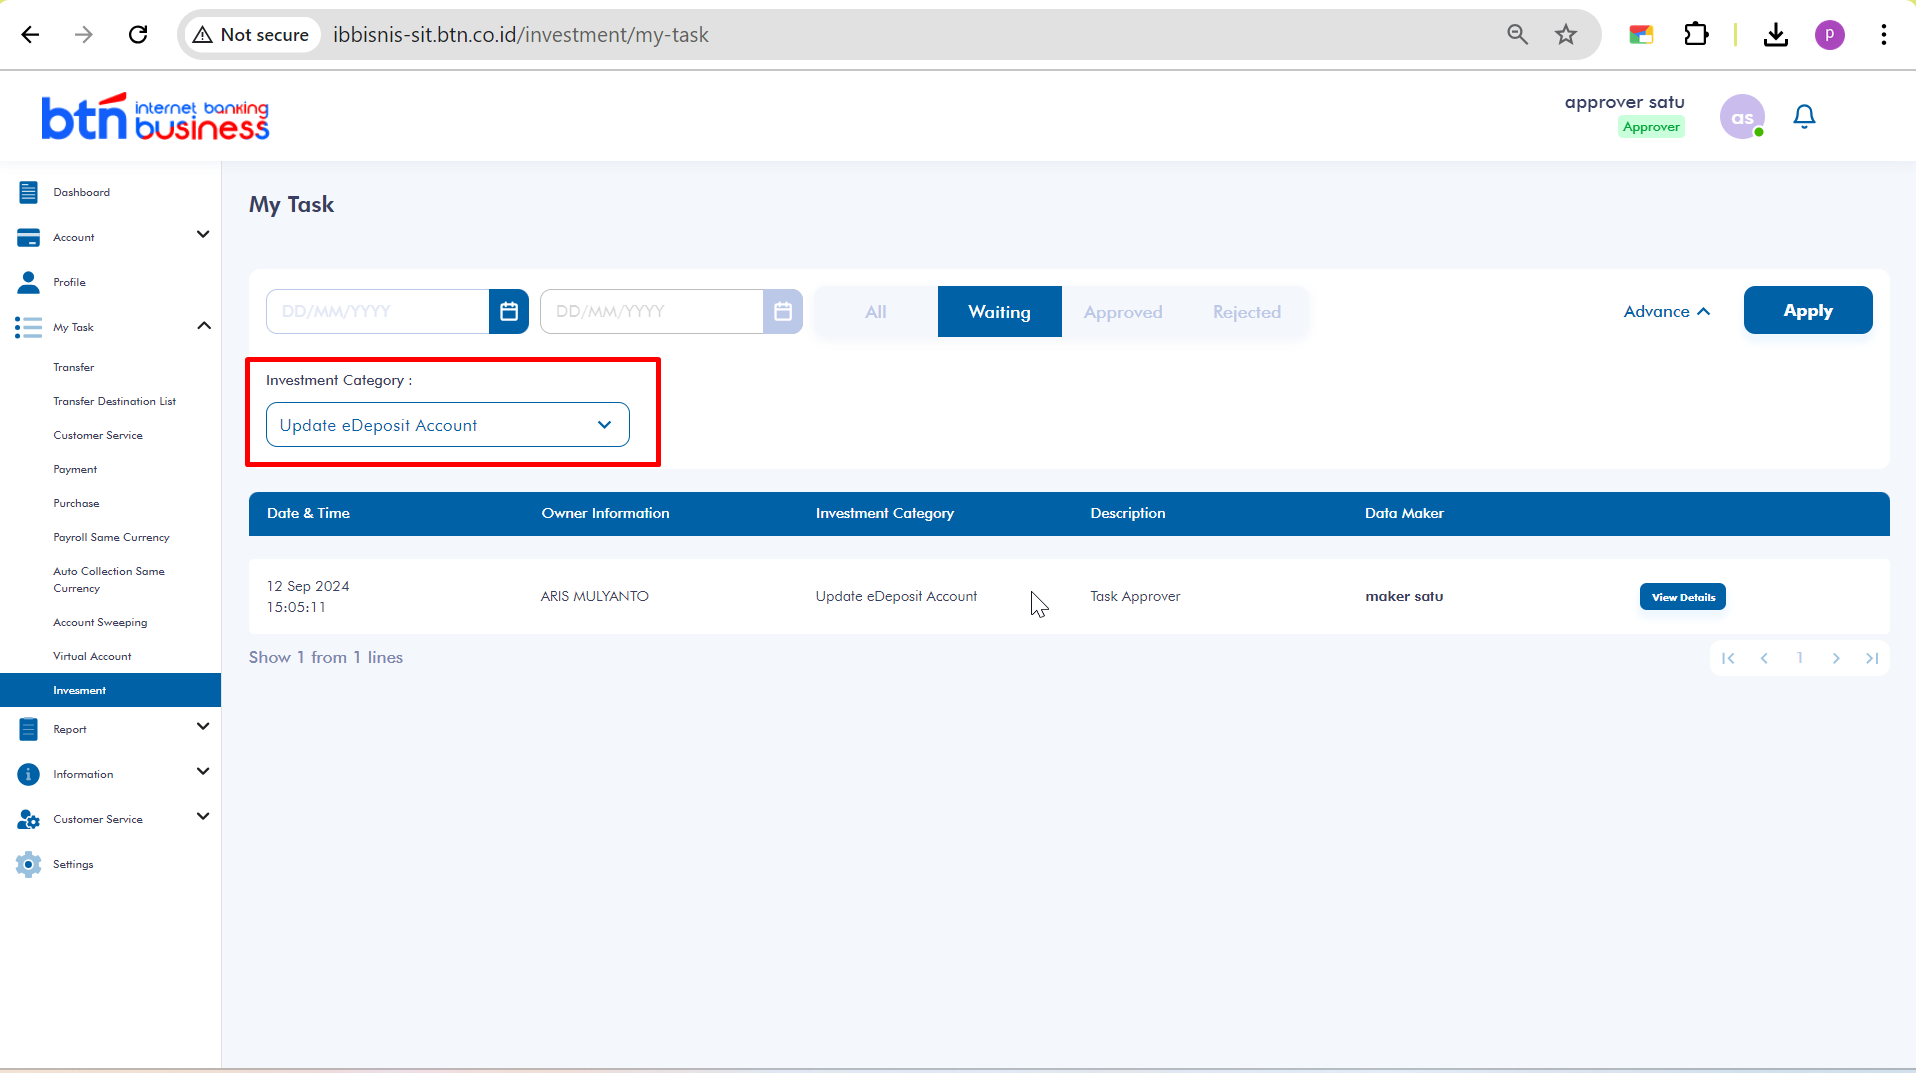 Not secure
ibbisnis-sit.btn.co.id/investment/my-task
p
btn internet banking business
approver satu
Approver
as
Dashboard
Account
Profile
My Task
Transfer
Transfer Destination List
Customer Service
Payment
Purchase
Payroll Same Currency
Auto Collection Same
Currency
Account Sweeping
Virtual Account
Invesment
Report
Information
Customer Service
Settings
My Task
DD/MM/YYYY
DD/MM/YYYY
All
Waiting
Approved
Rejected
Advance
Apply
Investment Category :
Update eDeposit Account
Date & Time
Owner Information
Investment Category
Description
Data Maker
12 Sep 2024
15:05:11
ARIS MULYANTO
Update eDeposit Account
Task Approver
maker satu
View Details
Show 1 from 1 lines
1